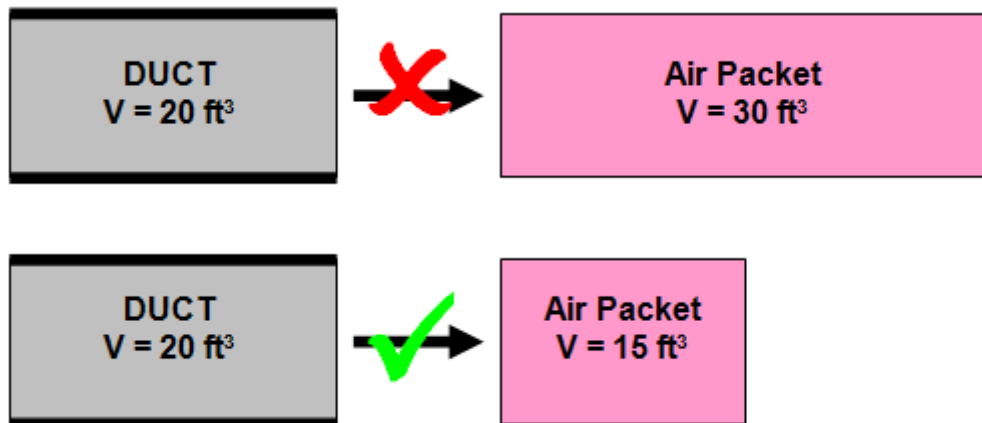 DUCT
V = 20 ft³
Air Packet
V = 30 ft³
DUCT
V = 20 ft³
Air Packet
V = 15 ft³